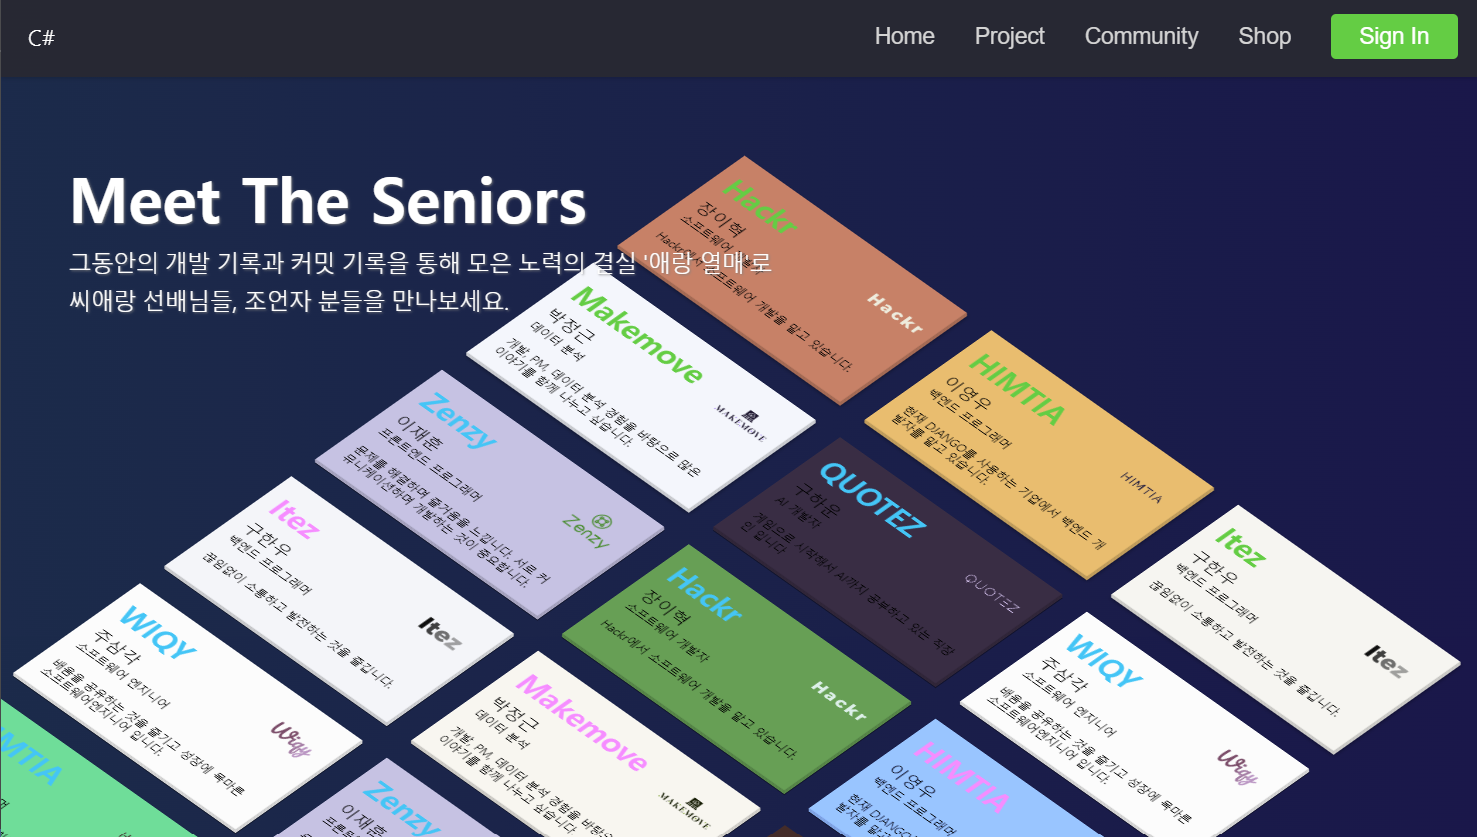 C#
Home
Project
Community
Shop
Sign In
Meet The Seniors
그동안의 개발 기록과 커밋 기록을 통해 모은 노력의 결실 '애랑 열매'로
씨애랑 선배님들, 조언자 분들을 만나보세요.
Hackr
장이혁
소프트웨어 개발자
Hackr에서 소프트웨어 개발을 맡고 있습니다.
Hackr
Makemove
박정근
데이터 분석
개발, PM, 데이터 분석 경험을 바탕으로 많은
이야기를 함께 나누고 싶습니다.
MAKEMOVE
HIMTIA
이영우
백엔드 프로그래머
현재 DJANGO를 사용하는 기업에서 백엔드 개
발자를 맡고 있습니다.
HIMTIA
Zenzy
이재훈
프론트엔드 프로그래머
문제를 해결하며 즐거움을 느낍니다. 서로 커
뮤니케이션하며 개발하는 것이 중요합니다.
Zenzy
QUOTEZ
구하운
AI 개발자
게임으로 시작해서 AI까지 공부하고 있는 직장
인 입니다
QUOTEZ
Itez
구한우
백엔드 프로그래머
끊임없이 소통하고 발전하는 것을 즐깁니다.
Itez
Itez
구한우
백엔드 프로그래머
끊임없이 소통하고 발전하는 것을 즐깁니다.
Itez
Hackr
장이혁
소프트웨어 개발자
Hackr에서 소프트웨어 개발을 맡고 있습니다.
Hackr
WIQY
주삼각
소프트웨어 엔지니어
배움을 공유하는 것을 즐기고 성장에 목마른
소프트웨어엔지니어 입니다.
Wiqy
WIQY
주삼각
소프트웨어 엔지니어
배움을 공유하는 것을 즐기고 성장에 목마른
소프트웨어엔지니어 입니다.
Wiqy
Makemove
박정근
데이터 분석
개발, PM, 데이터 분석 경험을 바탕으로 많은
이야기를 함께 나누고 싶습니다.
MAKEMOVE
HIMTIA
이영우
백엔드 프로그래머
현재 DJANGO
발자를 맡고
Zenzy
이재훈